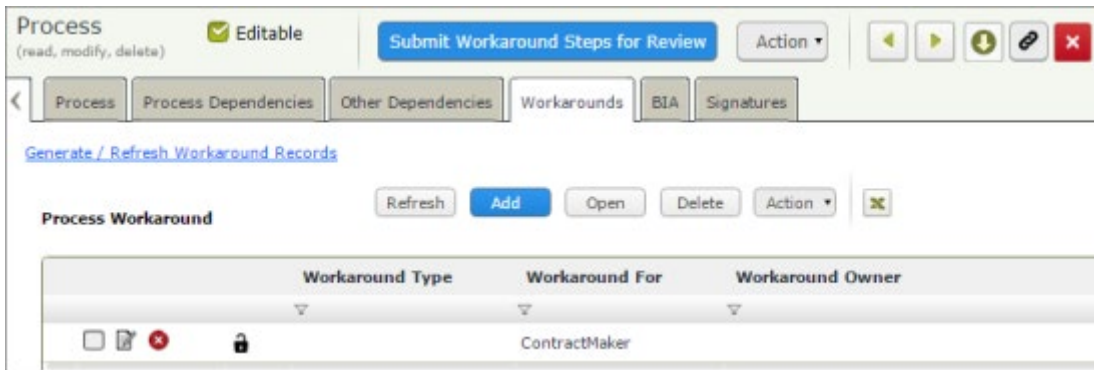 Process
(read, modify, delete)
Editable
Submit Workaround Steps for Review
Action
Process
Process Dependencies
Other Dependencies
Workarounds
BIA
Signatures
Generate / Refresh Workaround Records
Process Workaround
Refresh
Add
Open
Delete
Action
Workaround Type
Workaround For
Workaround Owner
ContractMaker